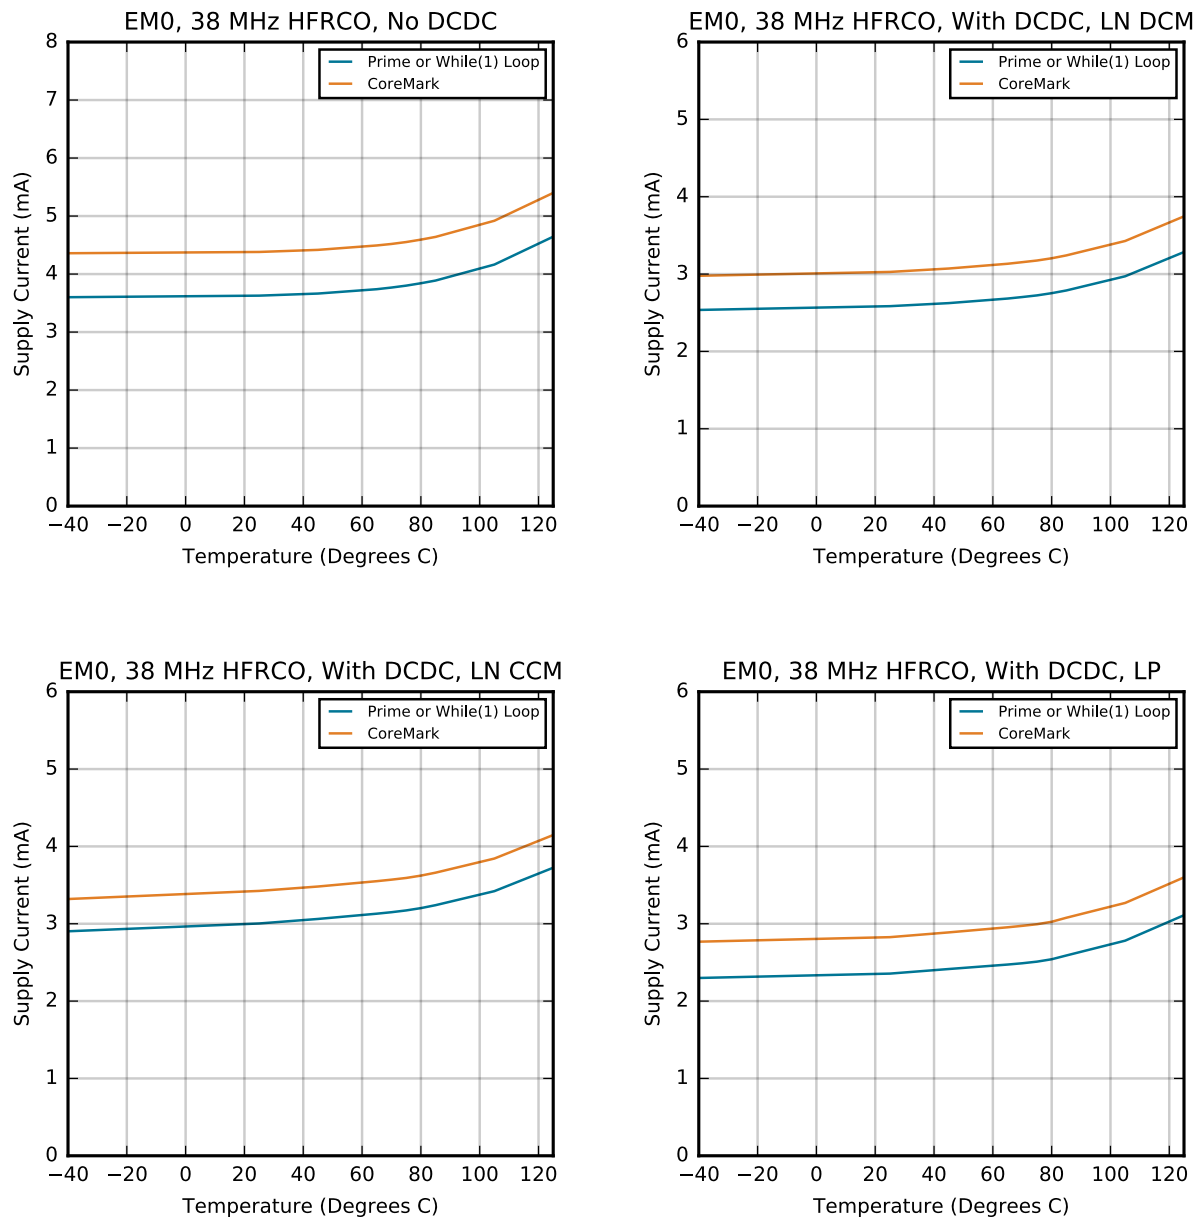 EM0, 38 MHz HFRCO, No DCDC
Prime or While(1) Loop
CoreMark
8
7
6
5
4
3
2
1
0
Supply Current (mA)
−40 −20 0 20 40 60 80 100 120
Temperature (Degrees C)
EM0, 38 MHz HFRCO, With DCDC, LN DCM
Prime or While(1) Loop
CoreMark
6
5
4
3
2
1
0
Supply Current (mA)
−40 −20 0 20 40 60 80 100 120
Temperature (Degrees C)
EM0, 38 MHz HFRCO, With DCDC, LN CCM
Prime or While(1) Loop
CoreMark
6
5
4
3
2
1
0
Supply Current (mA)
−40 −20 0 20 40 60 80 100 120
Temperature (Degrees C)
EM0, 38 MHz HFRCO, With DCDC, LP
Prime or While(1) Loop
CoreMark
6
5
4
3
2
1
0
Supply Current (mA)
−40 −20 0 20 40 60 80 100 120
Temperature (Degrees C)